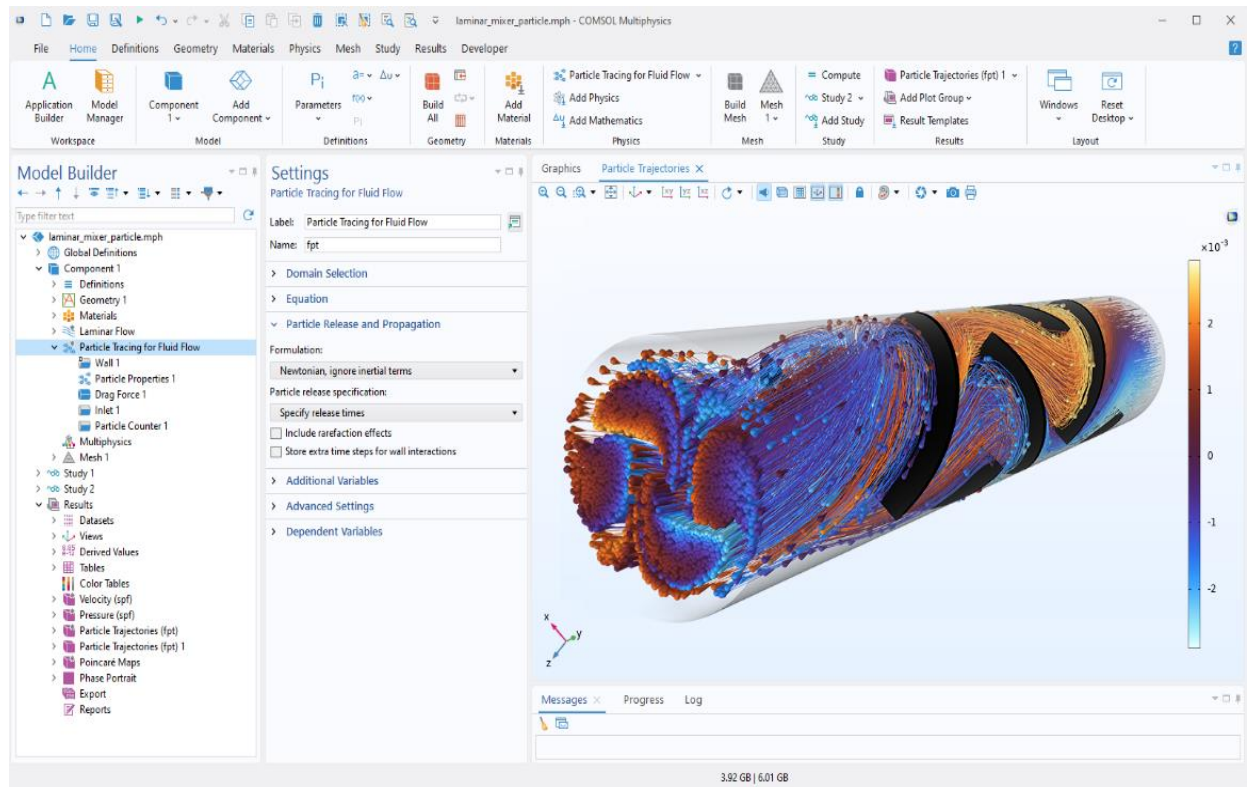 laminar_mixer_particle.mph - COMSOL Multiphysics
File Home Definitions Geometry Materials Physics Mesh Study Results Developer
Application Builder
Model Manager
Workspace
Component 1
Add Component
Model
Pi
Parameters
a=
Δu
f(x)
Pi
Definitions
Build All
Geometry
Add Material
Materials
Particle Tracing for Fluid Flow
Add Physics
Δu Add Mathematics
Physics
Build Mesh
Mesh 1
Mesh
= Compute
Study 2
Add Study
Study
Particle Trajectories (fpt) 1
Add Plot Group
Result Templates
Results
Windows
Reset Desktop
Layout
Model Builder
Type filter text
laminar_mixer_particle.mph
Global Definitions
Component 1
Definitions
Geometry 1
Materials
Laminar Flow
Particle Tracing for Fluid Flow
Wall 1
Particle Properties 1
Drag Force 1
Inlet 1
Particle Counter 1
Multiphysics
Mesh 1
Study 1
Study 2
Results
Datasets
Views
Derived Values
Tables
Color Tables
Velocity (spf)
Pressure (spf)
Particle Trajectories (fpt)
Particle Trajectories (fpt) 1
Poincaré Maps
Phase Portrait
Export
Reports
Settings
Particle Tracing for Fluid Flow
Label: Particle Tracing for Fluid Flow
Name: fpt
Domain Selection
Equation
Particle Release and Propagation
Formulation:
Newtonian, ignore inertial terms
Particle release specification:
Specify release times
Include rarefaction effects
Store extra time steps for wall interactions
Additional Variables
Advanced Settings
Dependent Variables
Graphics Particle Trajectories
×10⁻³
2
1
0
-1
-2
x
y
z
Messages Progress Log
3.92 GB | 6.01 GB